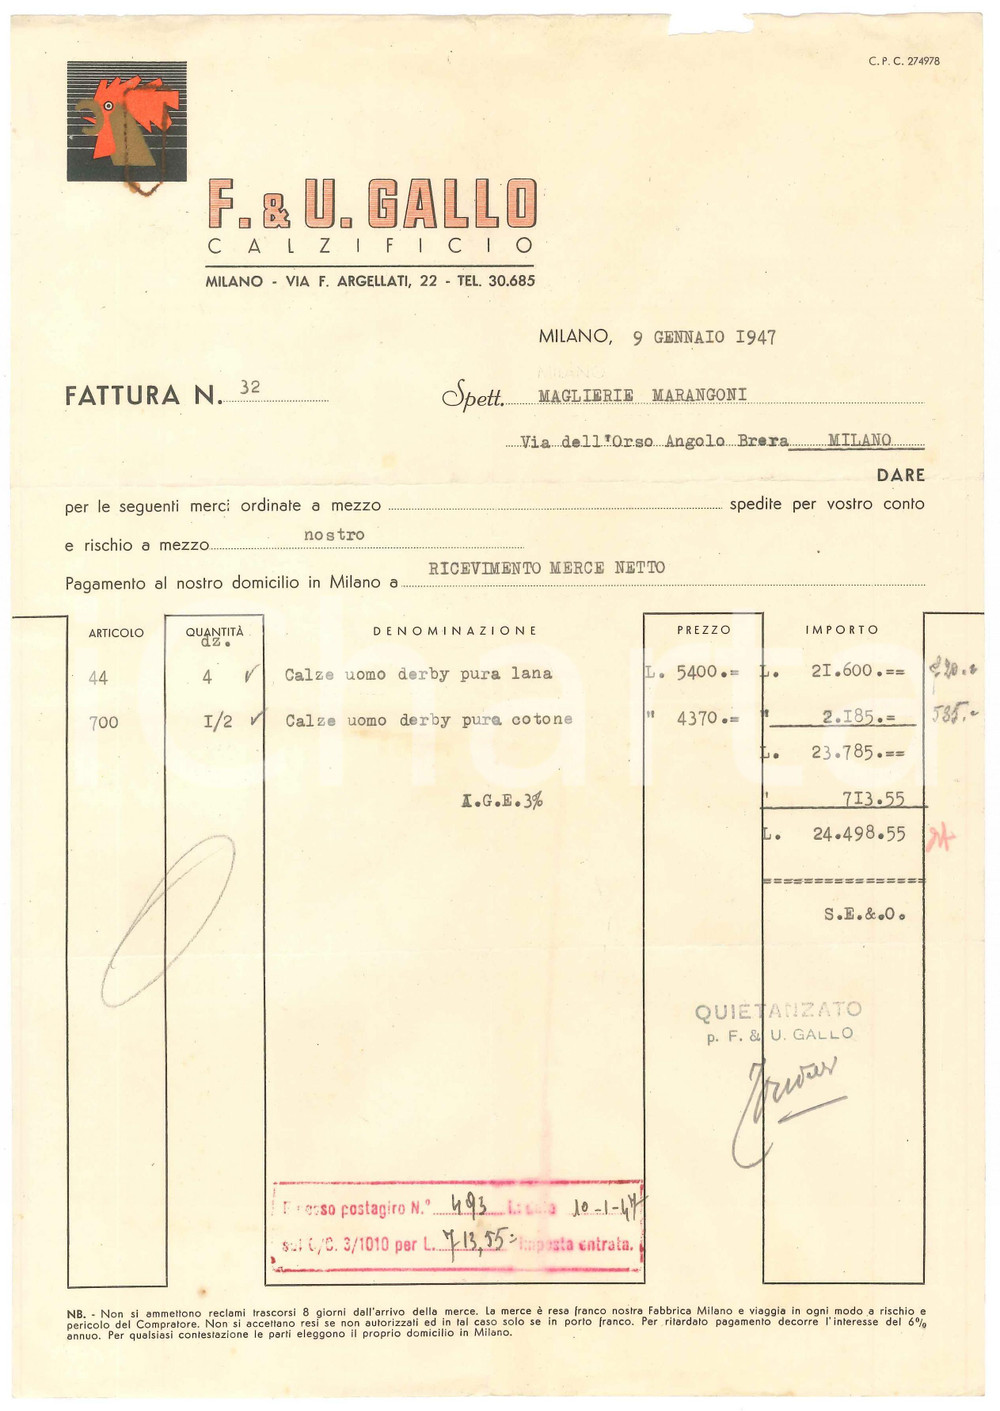 C. P. C. 274978
F. & U. GALLO
CALZIFICIO
MILANO - VIA F. ARGELLATI, 22 - TEL. 30.685
MILANO, 9 GENNAIO 1947
FATTURA N. 32
Spett. MAGLIERIE MARANGONI
Via dell'Orso Angolo Brera MILANO
DARE
per le seguenti merci ordinate a mezzo spedite per vostro conto
e rischio a mezzo nostro
Pagamento al nostro domicilio in Milano a RICEVIMENTO MERCE NETTO
ARTICOLO QUANTITÀ DENOMINAZIONE PREZZO IMPORTO
dz.
44 4 ✓ Calze uomo derby pura lana L. 5400.= L. 21.600.==
700 1/2 ✓ Calze uomo derby pura cotone " 4370.= " 2.185.= 535.-
L. 23.785.==
I.G.E.3% " 713.55
L. 24.498.55
================
S.E.&.O.
QUIETANZATO
p. F. & U. GALLO
postagiro N.° 493 10-1-47
sul C/C. 3/1010 per L. 713,55= Imposta entrata.
NB. - Non si ammettono reclami trascorsi 8 giorni dall'arrivo della merce. La merce è resa franco nostra Fabbrica Milano e viaggia in ogni modo a rischio e
pericolo del Compratore. Non si accettano resi se non autorizzati ed in tal caso solo se in porto franco. Per ritardato pagamento decorre l'interesse del 6%
annuo. Per qualsiasi contestazione le parti eleggono il proprio domicilio in Milano.